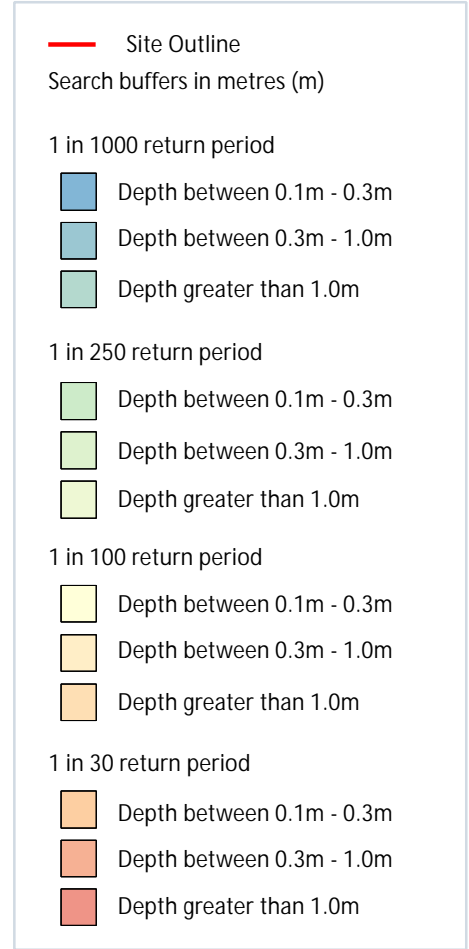 Site Outline
Search buffers in metres (m)
1 in 1000 return period
Depth between 0.1m - 0.3m
Depth between 0.3m - 1.0m
Depth greater than 1.0m
1 in 250 return period
Depth between 0.1m - 0.3m
Depth between 0.3m - 1.0m
Depth greater than 1.0m
1 in 100 return period
Depth between 0.1m - 0.3m
Depth between 0.3m - 1.0m
Depth greater than 1.0m
1 in 30 return period
Depth between 0.1m - 0.3m
Depth between 0.3m - 1.0m
Depth greater than 1.0m